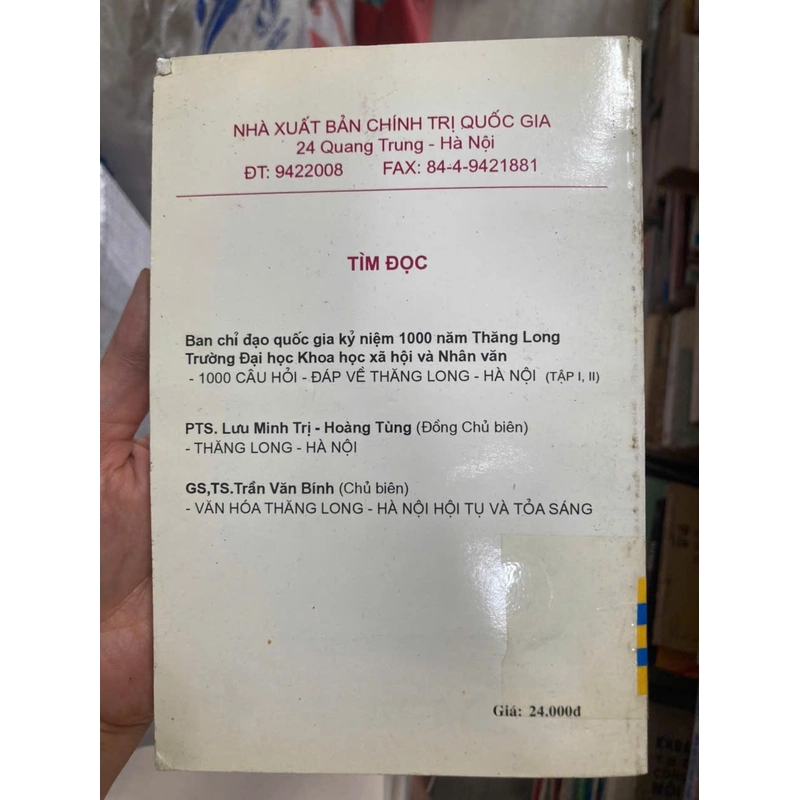 NHÀ XUẤT BẢN CHÍNH TRỊ QUỐC GIA
24 Quang Trung - Hà Nội
ĐT: 9422008 FAX: 84-4-9421881
TÌM ĐỌC
Ban chỉ đạo quốc gia kỷ niệm 1000 năm Thăng Long
Trường Đại học Khoa học xã hội và Nhân văn
- 1000 CÂU HỎI - ĐÁP VỀ THĂNG LONG - HÀ NỘI (TẬP I, II)
PTS. Lưu Minh Trị - Hoàng Tùng (Đồng Chủ biên)
- THĂNG LONG - HÀ NỘI
GS,TS.Trần Văn Bính (Chủ biên)
- VĂN HÓA THĂNG LONG - HÀ NỘI HỘI TỤ VÀ TỎA SÁNG
Giá: 24.000đ